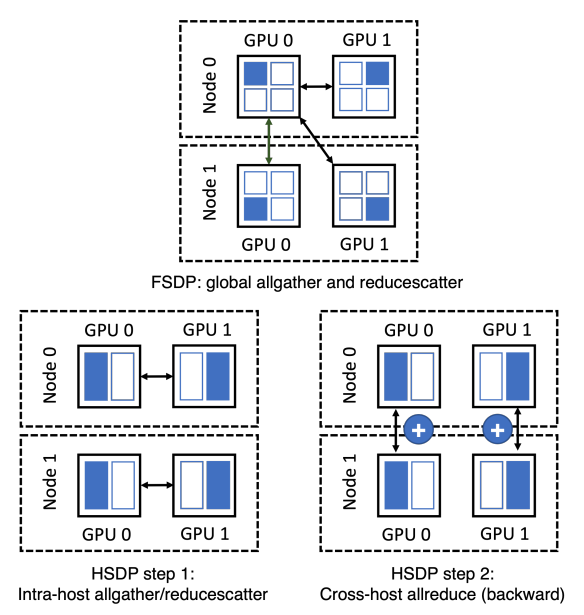 GPU 0 GPU 1
Node 0
Node 1
GPU 0 GPU 1
FSDP: global allgather and reducescatter
GPU 0 GPU 1
Node 0
Node 1
GPU 0 GPU 1
HSDP step 1:
Intra-host allgather/reducescatter
GPU 0 GPU 1
Node 0
+ +
Node 1
GPU 0 GPU 1
HSDP step 2:
Cross-host allreduce (backward)